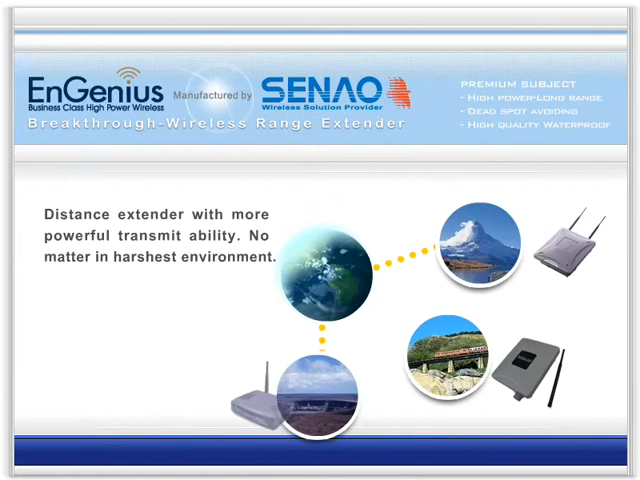 EnGenius
Business Class High Power Wireless
Manufactured by
SENAO
Wireless Solution Provider
Breakthrough-Wireless Range Extender
PREMIUM SUBJECT
- HIGH POWER-LONG RANGE
- DEAD SPOT AVOIDING
- HIGH QUALITY WATERPROOF
Distance extender with more
powerful transmit ability. No
matter in harshest environment.